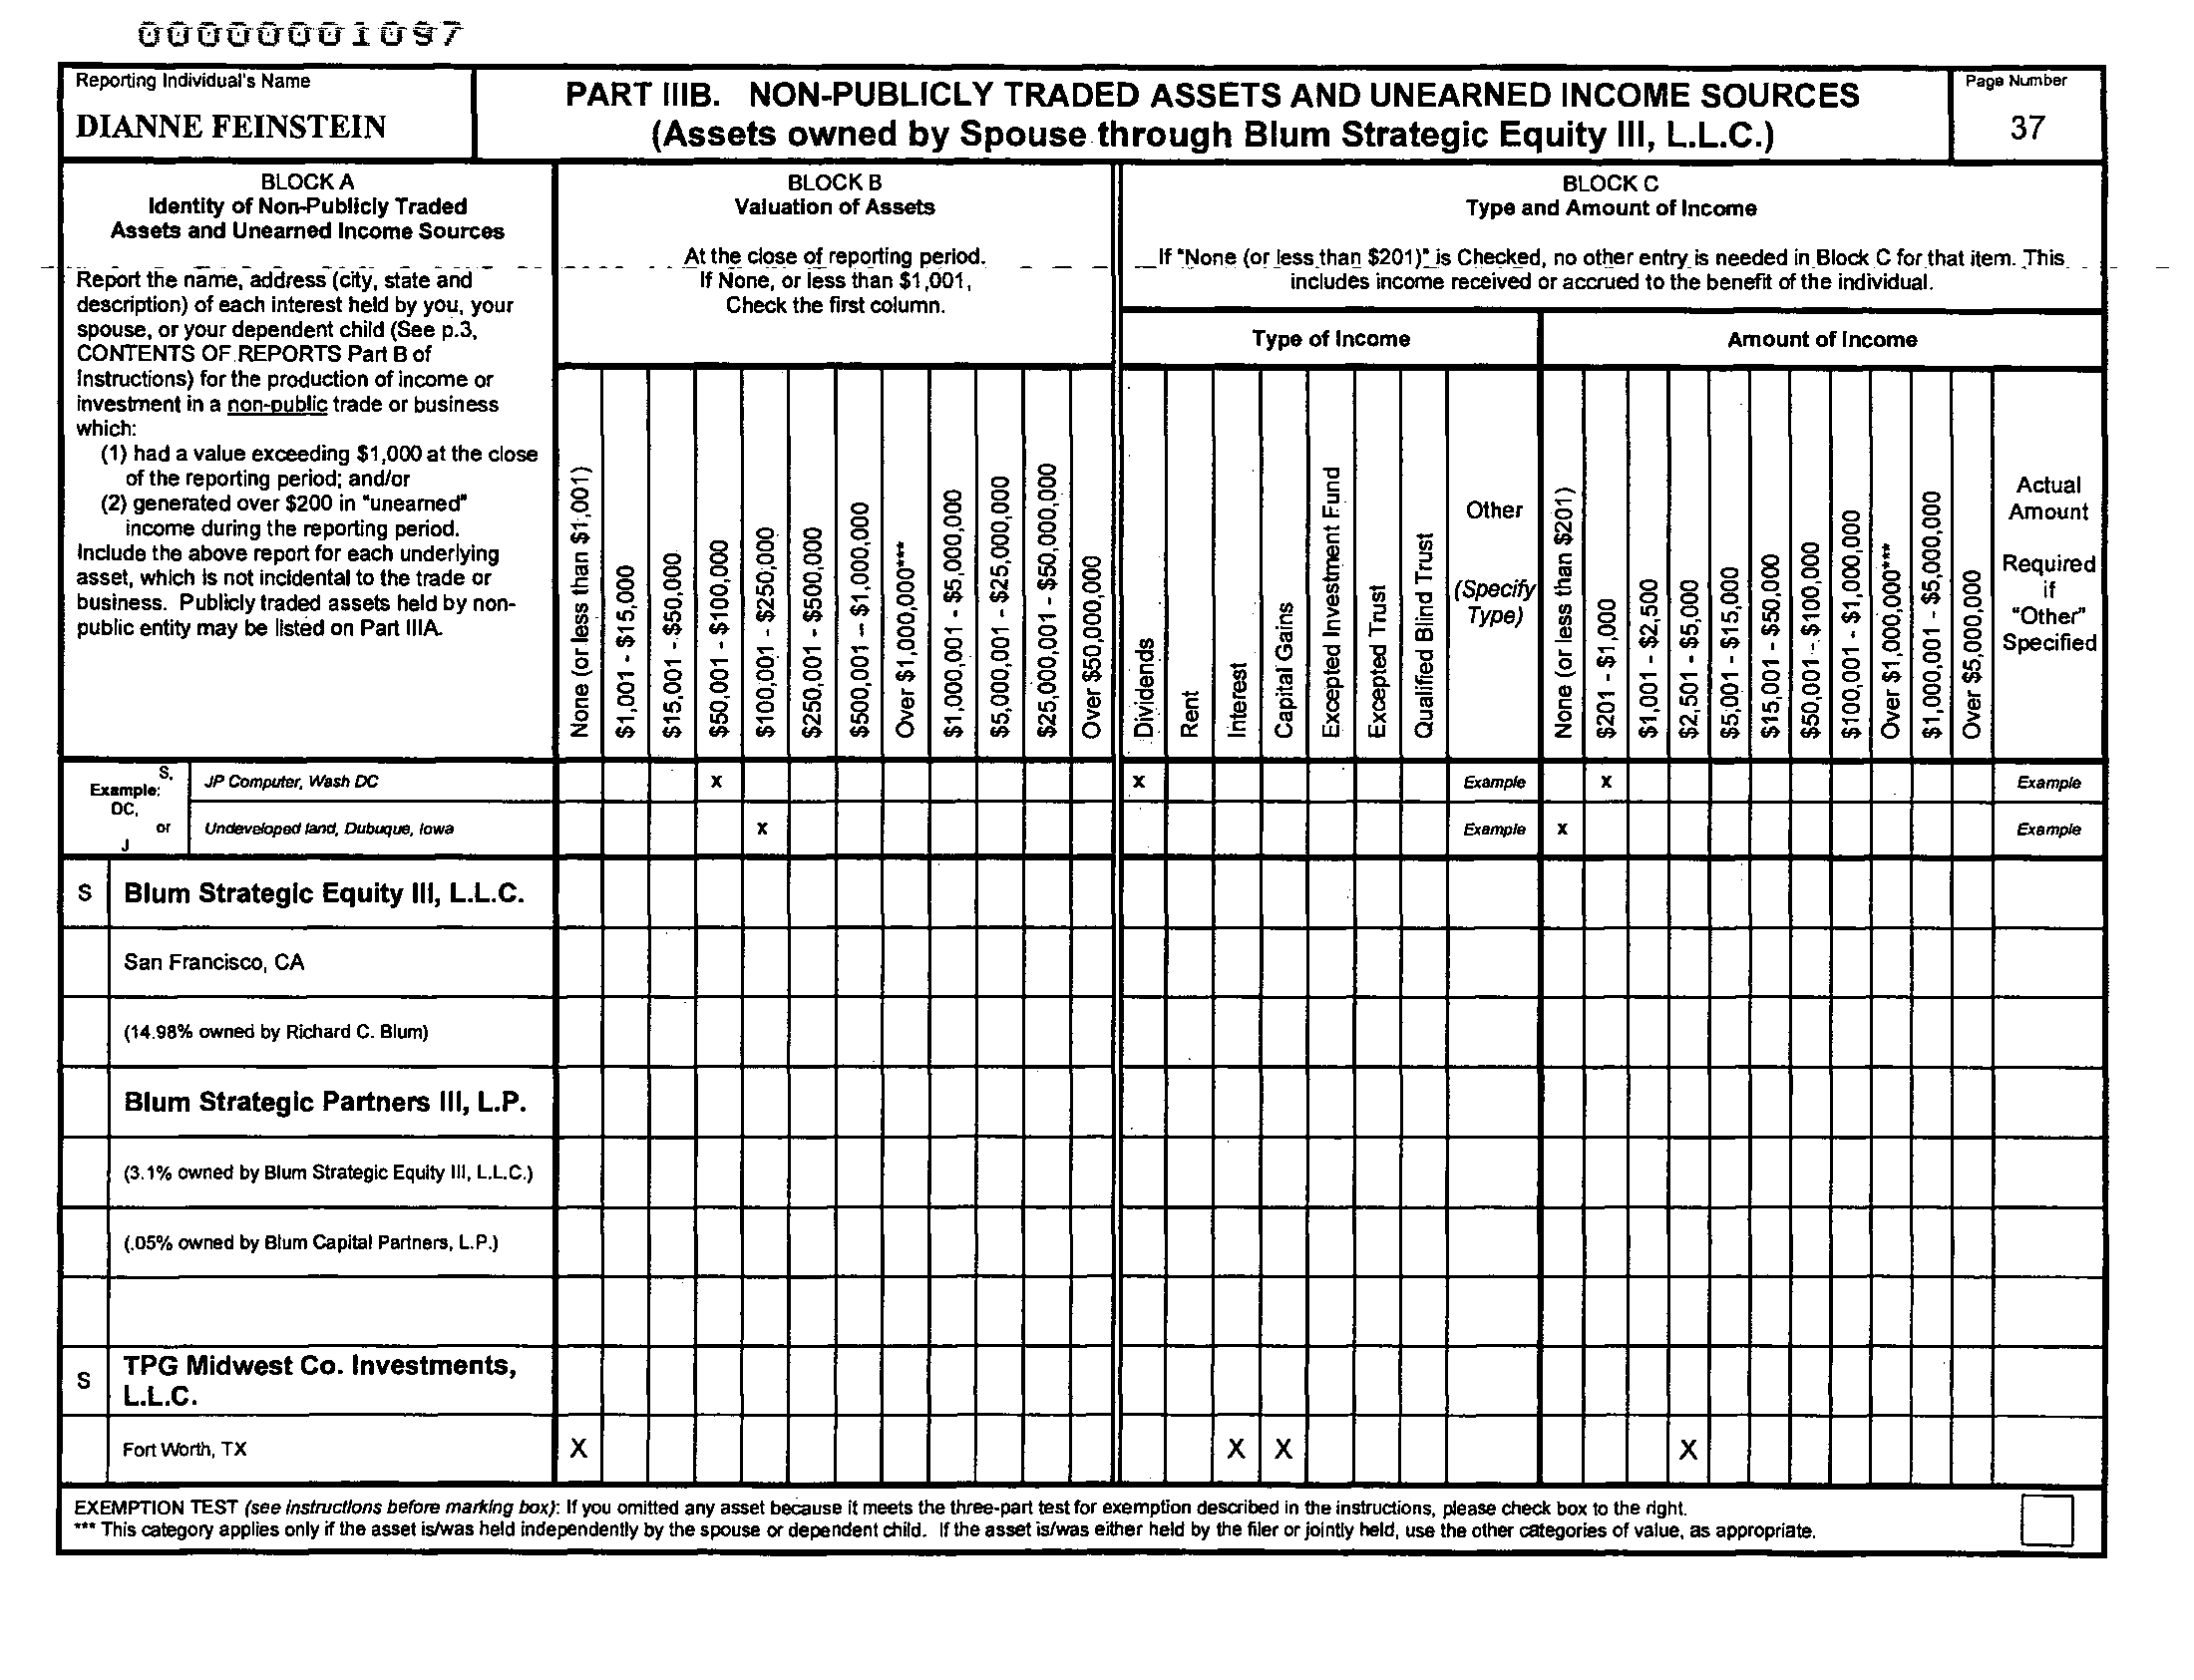 00000001097
Reporting Individual's Name
DIANNE FEINSTEIN
PART IIIB. NON-PUBLICLY TRADED ASSETS AND UNEARNED INCOME SOURCES
(Assets owned by Spouse through Blum Strategic Equity III, L.L.C.)
Page Number
37
BLOCK A
Identity of Non-Publicly Traded
Assets and Unearned Income Sources
Report the name, address (city, state and
description) of each interest held by you, your
spouse, or your dependent child (See p.3,
CONTENTS OF REPORTS Part B of
Instructions) for the production of income or
investment in a non-public trade or business
which:
(1) had a value exceeding $1,000 at the close
of the reporting period; and/or
(2) generated over $200 in "unearned"
income during the reporting period.
Include the above report for each underlying
asset, which is not incidental to the trade or
business. Publicly traded assets held by non-
public entity may be listed on Part IIIA.
BLOCK B
Valuation of Assets
At the close of reporting period.
If None, or less than $1,001,
Check the first column.
None (or less than $1,001)
$1,001 - $15,000
$15,001 - $50,000
$50,001 - $100,000
$100,001 - $250,000
$250,001 - $500,000
$500,001 – $1,000,000
Over $1,000,000***
$1,000,001 - $5,000,000
$5,000,001 - $25,000,000
$25,000,001 - $50,000,000
Over $50,000,000
BLOCK C
Type and Amount of Income
If "None (or less than $201)" is Checked, no other entry is needed in Block C for that item. This
includes income received or accrued to the benefit of the individual.
Type of Income
Dividends
Rent
Interest
Capital Gains
Excepted Investment Fund
Excepted Trust
Qualified Blind Trust
Other
(Specify
Type)
Amount of Income
None (or less than $201)
$201 - $1,000
$1,001 - $2,500
$2,501 - $5,000
$5,001 - $15,000
$15,001 - $50,000
$50,001 - $100,000
$100,001 - $1,000,000
Over $1,000,000***
$1,000,001 - $5,000,000
Over $5,000,000
Actual
Amount
Required
if
"Other"
Specified
Example:
S,
DC,
or
J
JP Computer, Wash DC X X Example X Example
Undeveloped land, Dubuque, Iowa X Example X Example
S Blum Strategic Equity III, L.L.C.
San Francisco, CA
(14.98% owned by Richard C. Blum)
Blum Strategic Partners III, L.P.
(3.1% owned by Blum Strategic Equity III, L.L.C.)
(.05% owned by Blum Capital Partners, L.P.)
S TPG Midwest Co. Investments,
L.L.C.
Fort Worth, TX X X X X
EXEMPTION TEST (see instructions before marking box): If you omitted any asset because it meets the three-part test for exemption described in the instructions, please check box to the right.
*** This category applies only if the asset is/was held independently by the spouse or dependent child. If the asset is/was either held by the filer or jointly held, use the other categories of value, as appropriate.